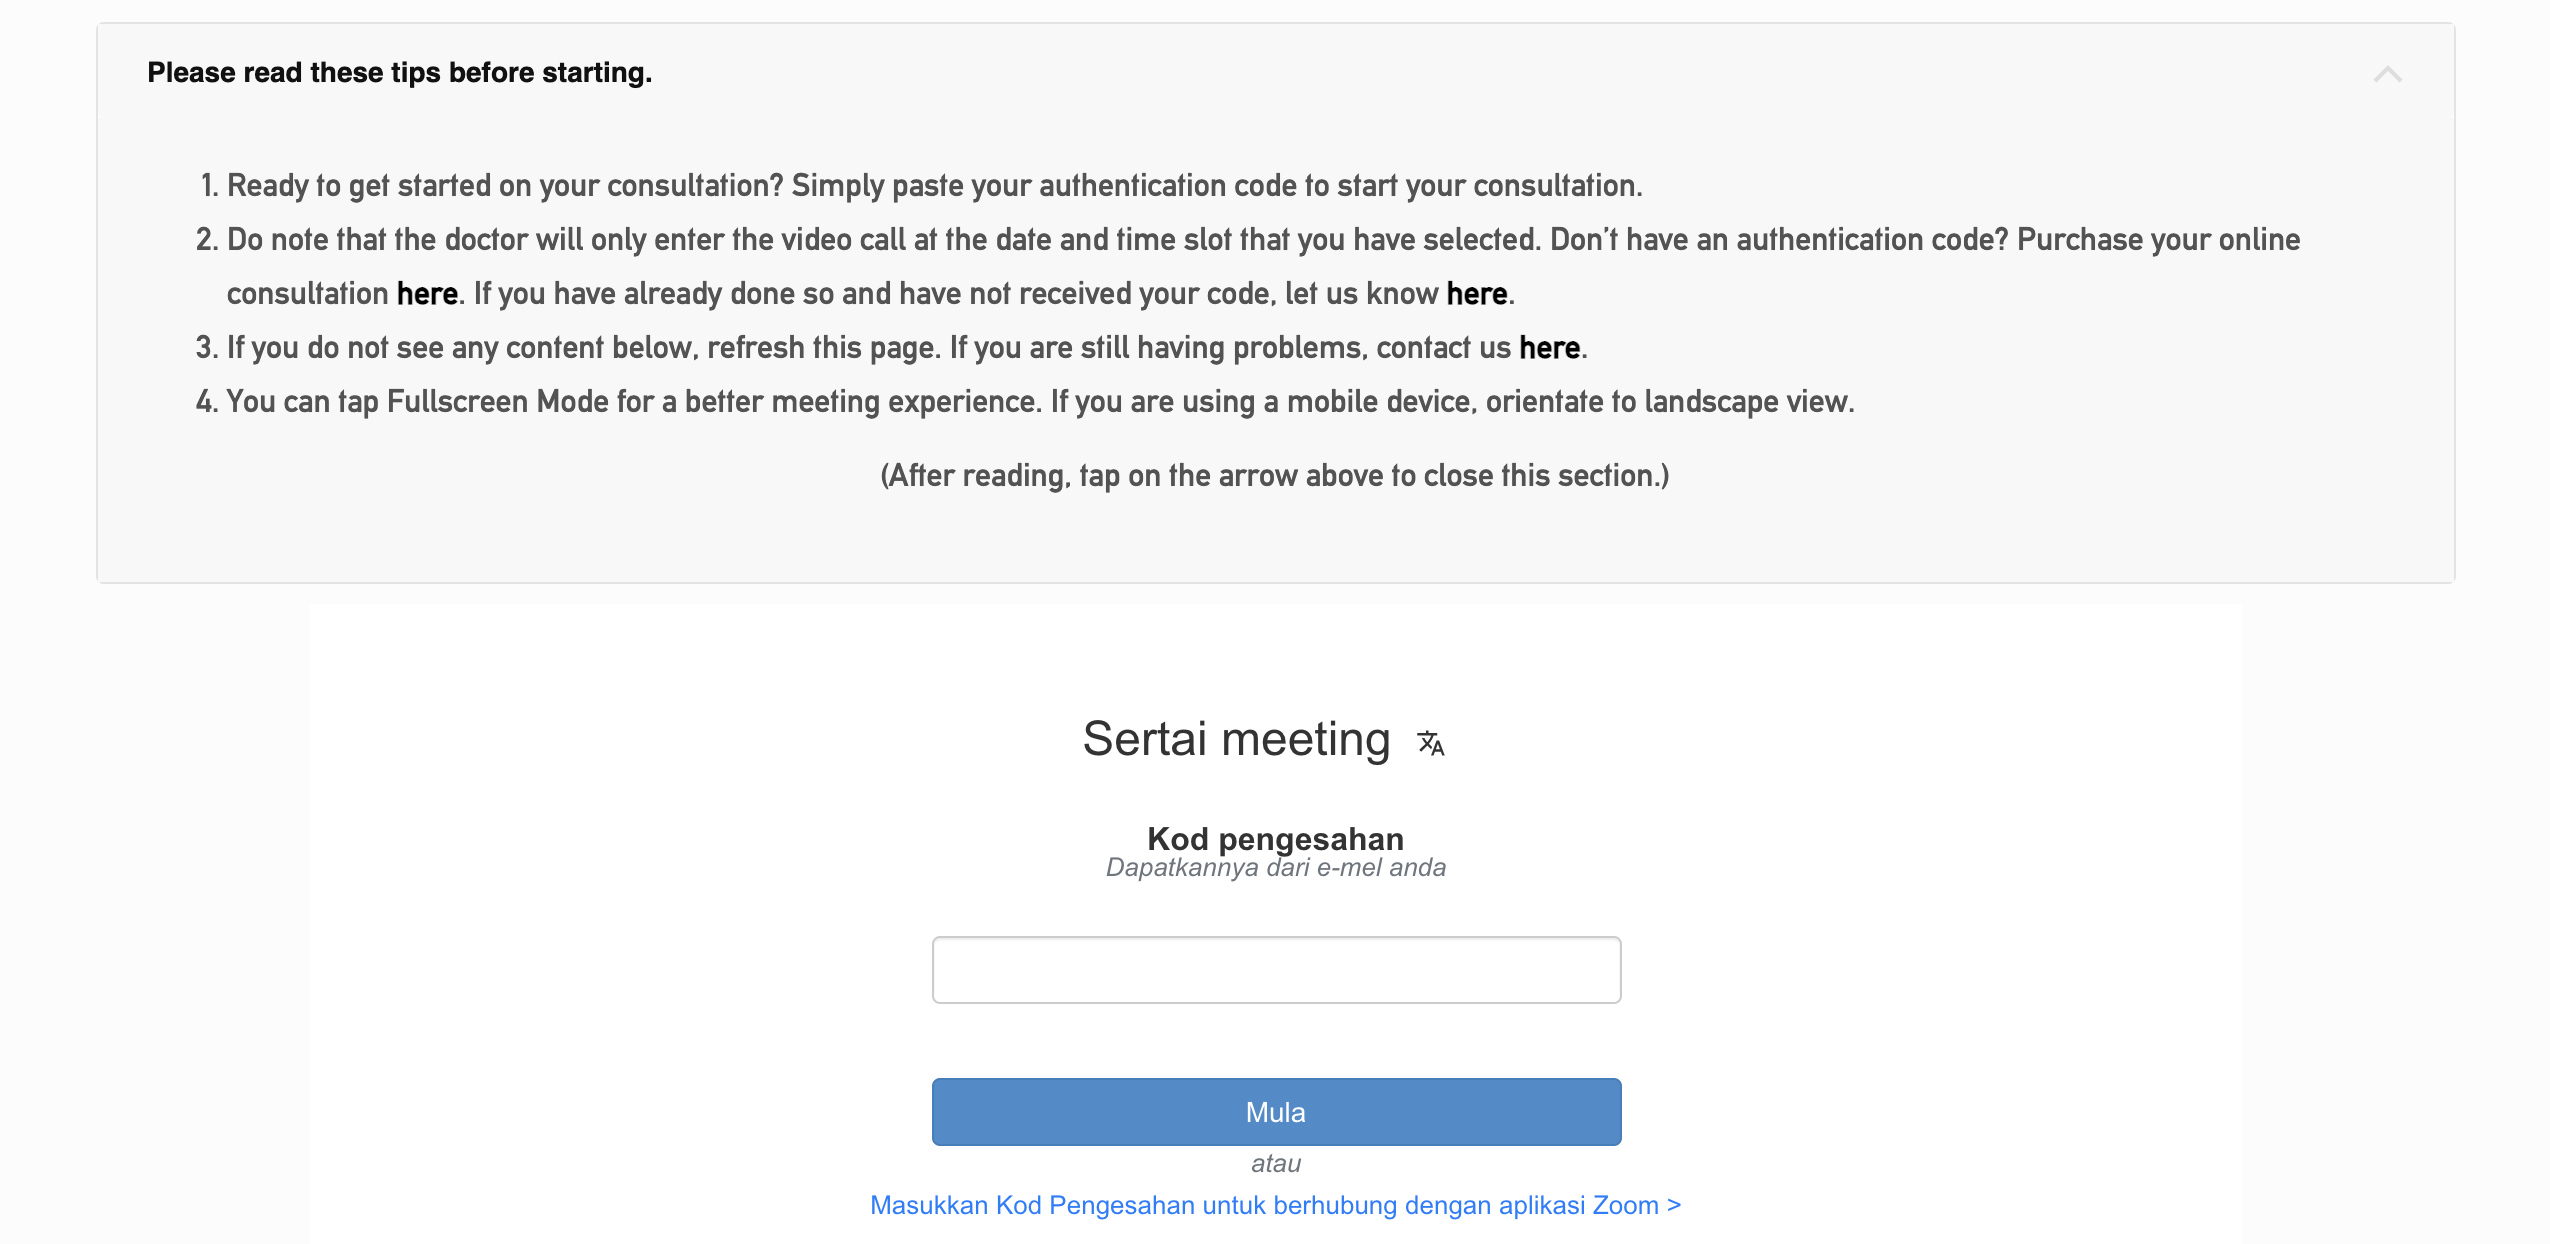 Please read these tips before starting.
1. Ready to get started on your consultation? Simply paste your authentication code to start your consultation.
2. Do note that the doctor will only enter the video call at the date and time slot that you have selected. Don't have an authentication code? Purchase your online
consultation here. If you have already done so and have not received your code, let us know here.
3. If you do not see any content below, refresh this page. If you are still having problems, contact us here.
4. You can tap Fullscreen Mode for a better meeting experience. If you are using a mobile device, orientate to landscape view.
(After reading, tap on the arrow above to close this section.)
Sertai meeting
Kod pengesahan
Dapatkannya dari e-mel anda
Mula
atau
Masukkan Kod Pengesahan untuk berhubung dengan aplikasi Zoom >